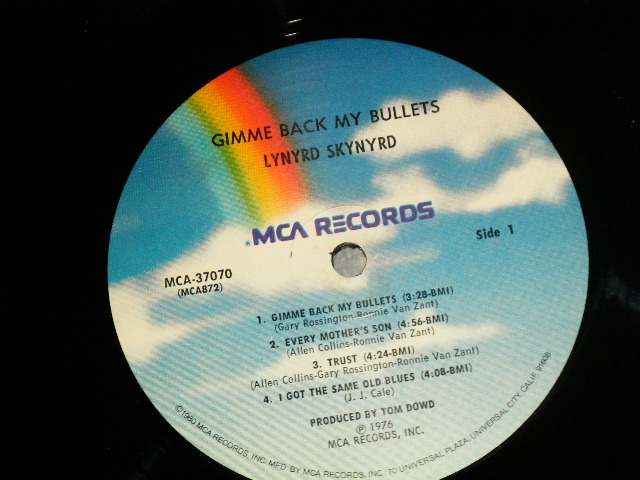 GIMME BACK MY BULLETS
LYNYRD SKYNYRD
MCA RECORDS
Side 1
MCA-37070
(MCA872)
1. GIMME BACK MY BULLETS (3:28-BMI)
(Gary Rossington-Ronnie Van Zant)
2. EVERY MOTHER'S SON (4:56-BMI)
(Allen Collins-Ronnie Van Zant)
3. TRUST (4:24-BMI)
(Allen Collins-Gary Rossington-Ronnie Van Zant)
4. I GOT THE SAME OLD BLUES (4:08-BMI)
(J. J. Cale)
PRODUCED BY TOM DOWD
℗ 1976
MCA RECORDS, INC.
©1980 MCA RECORDS, INC. MFD BY MCA RECORDS, INC. 10 UNIVERSAL CITY PLAZA, UNIVERSAL CITY, CALIF. 91608